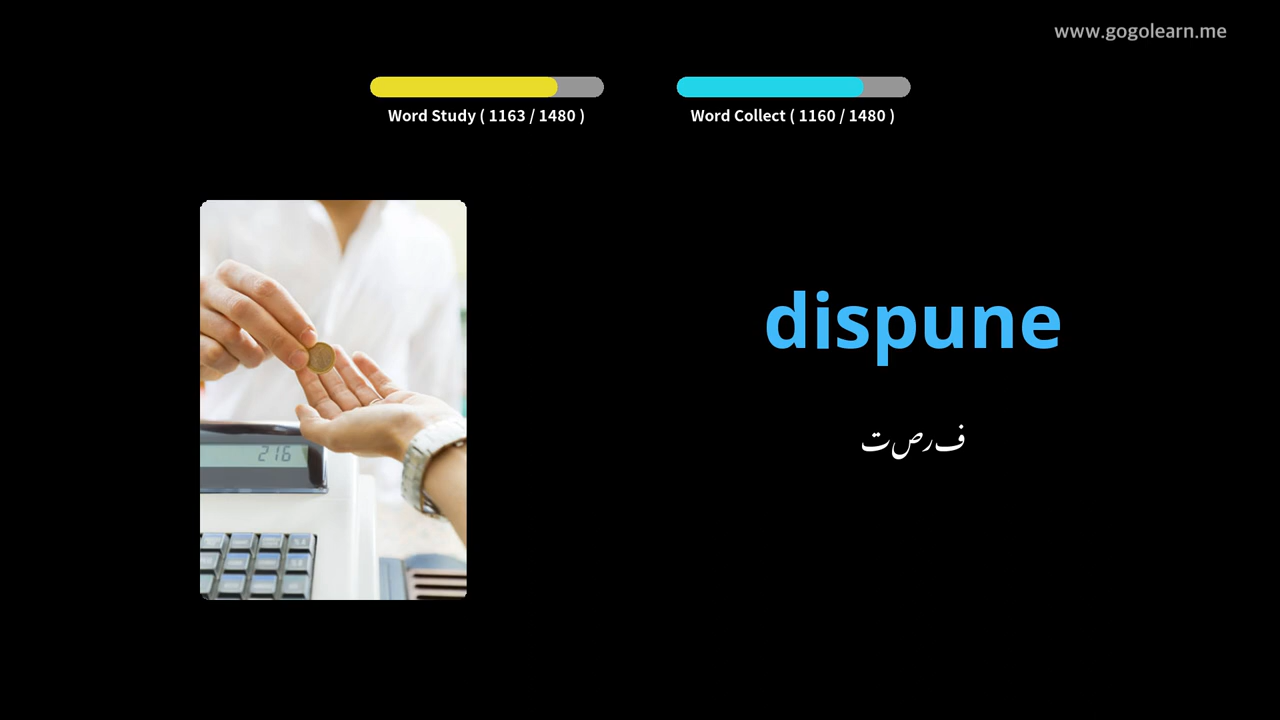 www.gogolearn.me
Word Study ( 1163 / 1480 )
Word Collect ( 1160 / 1480 )
dispune
فرصت
216